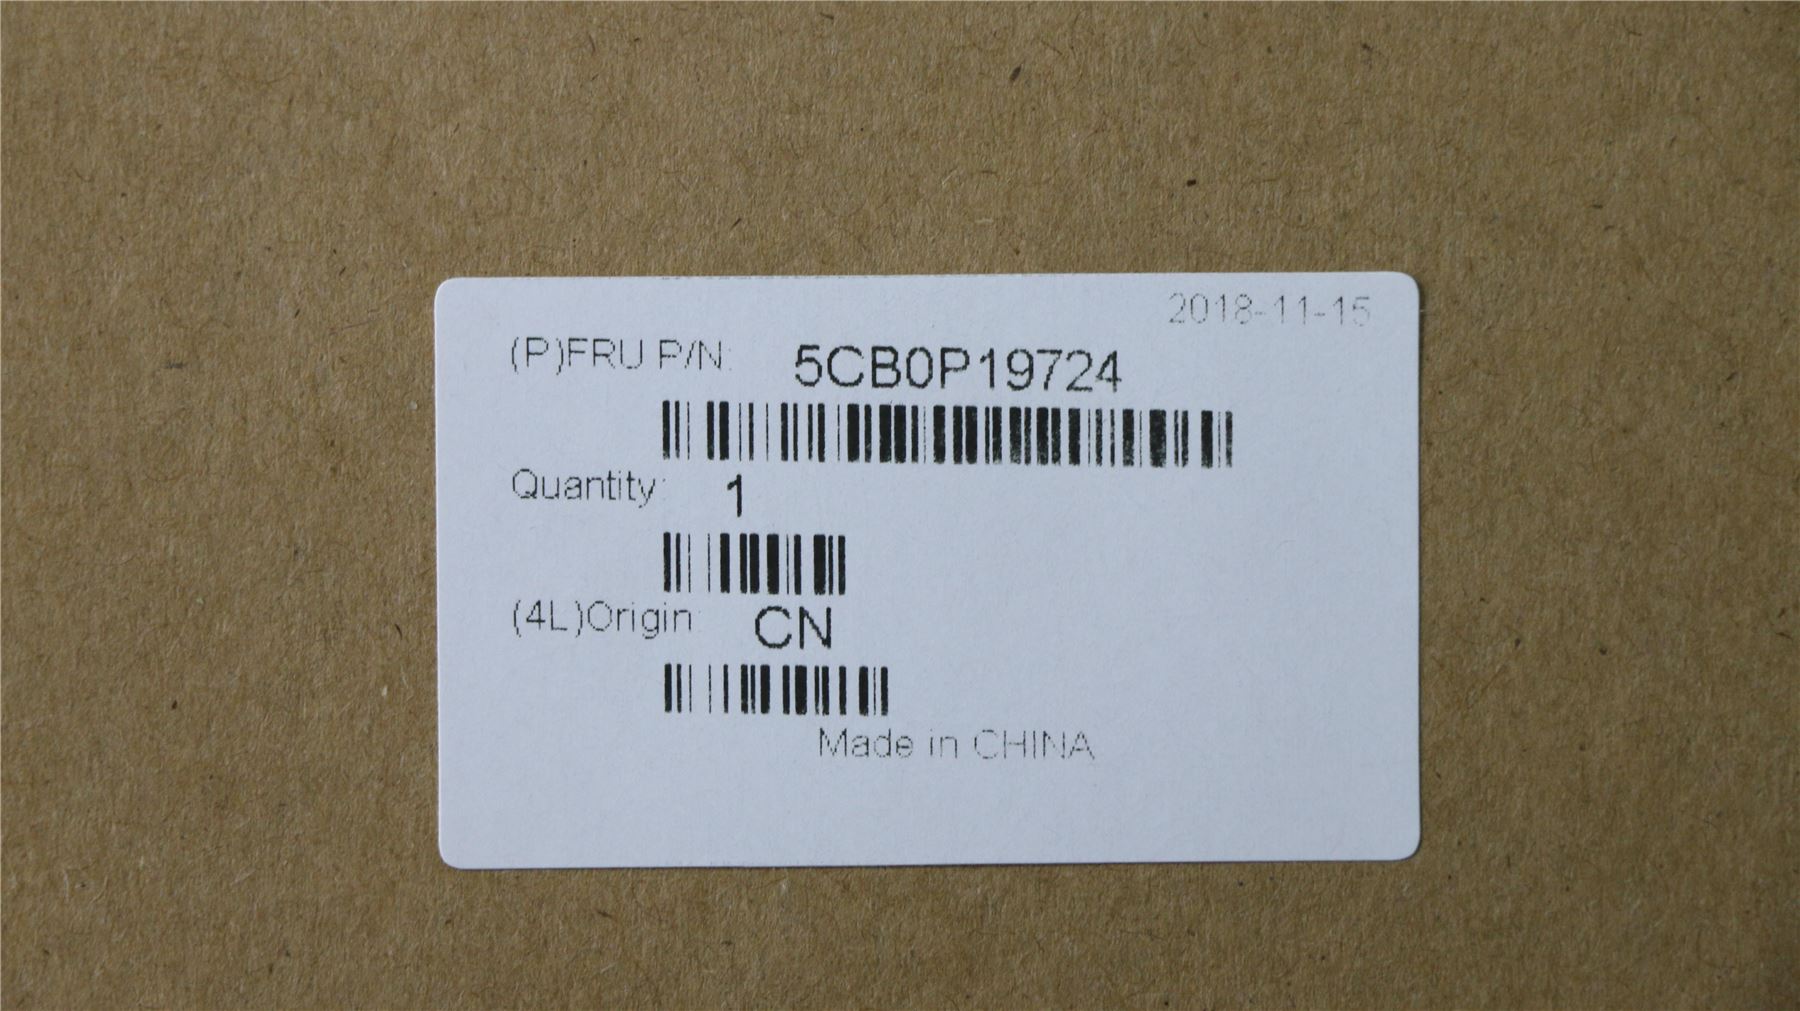 2018-11-15
(P)FRU P/N: 5CB0P19724
Quantity: 1
(4L)Origin: CN
Made in CHINA